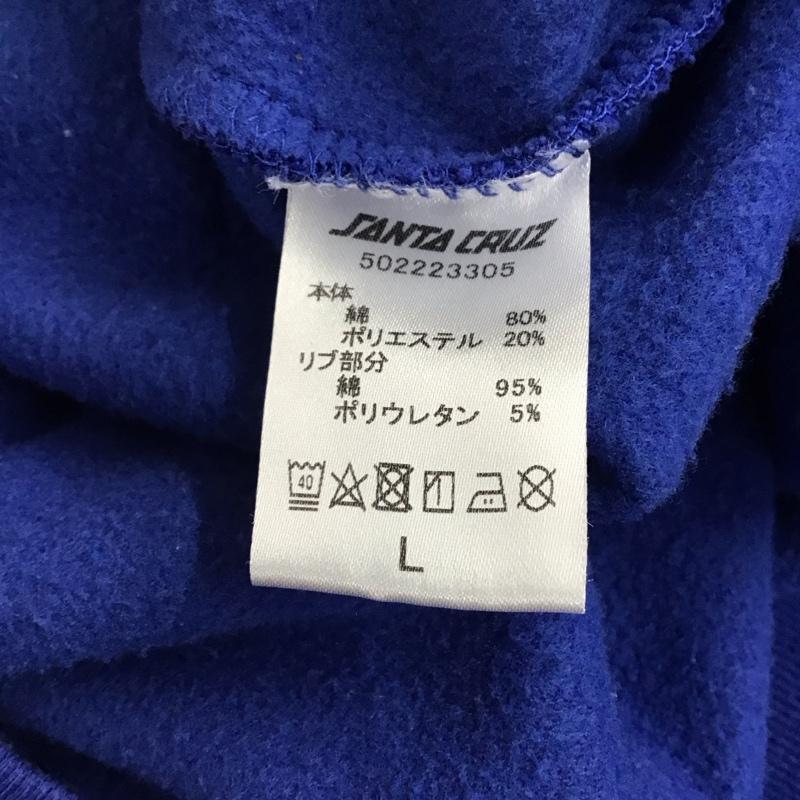 SANTA CRUZ
502223305
本体
綿 80%
ポリエステル 20%
リブ部分
綿 95%
ポリウレタン 5%
40
L